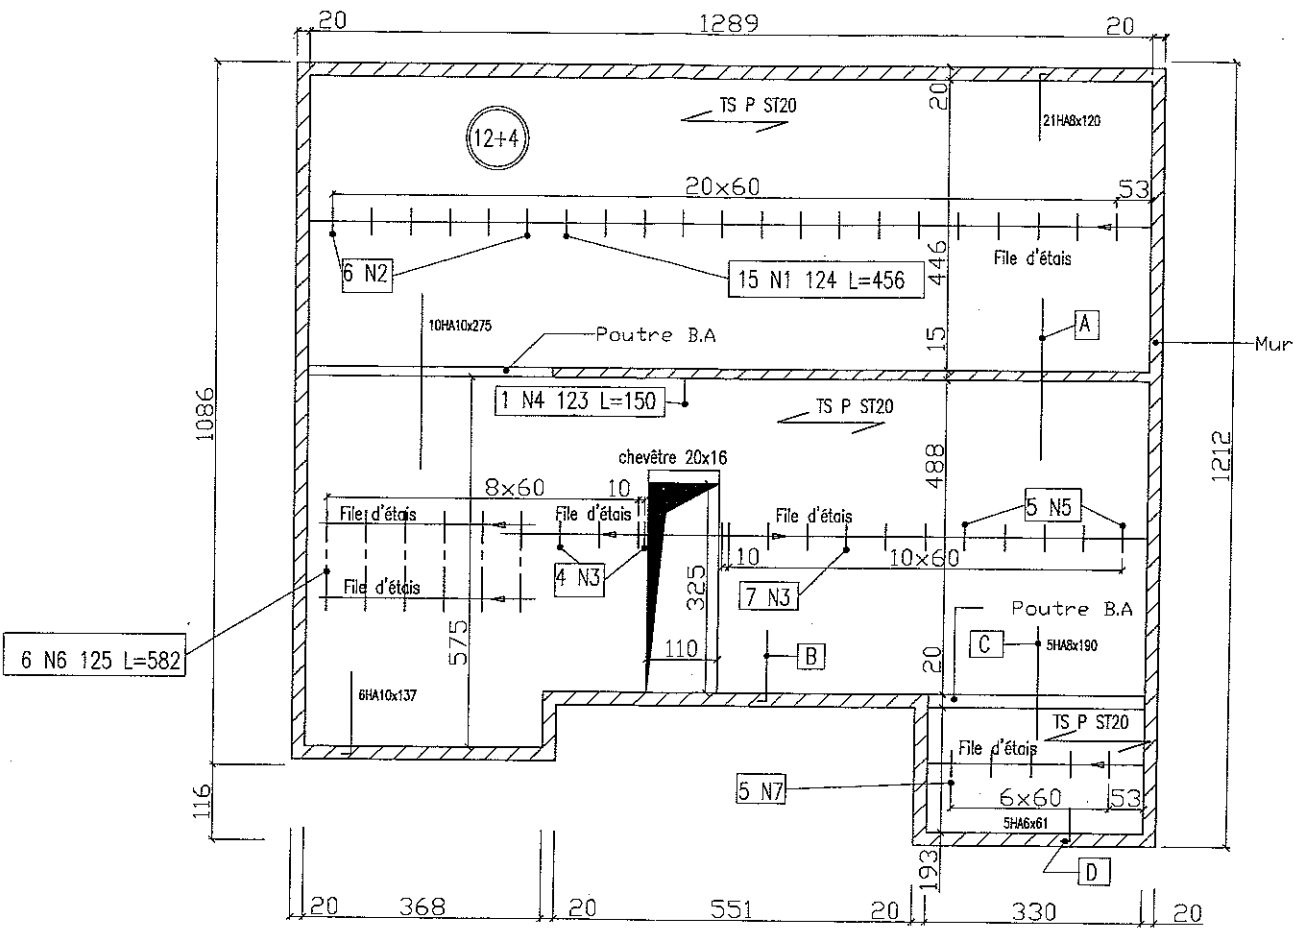 20
1289
20
TS P ST20
20
12+4
21HA8x120
20x60
53
File d'étais
446
6 N2
15 N1 124 L=456
10HA10x275
Poutre B.A
15
A
Mur
1 N4 123 L=150
TS P ST20
1086
1212
chevêtre 20x16
488
8x60
10
File d'étais
File d'étais
File d'étais
5 N5
10
10x60
4 N3
7 N3
File d'étais
325
Poutre B.A
6 N6 125 L=582
575
110
B
20
C
5HA8x190
6HA10x137
TS P ST20
File d'étais
5 N7
6x60
53
116
5HA6x61
193
D
20
368
20
551
20
330
20